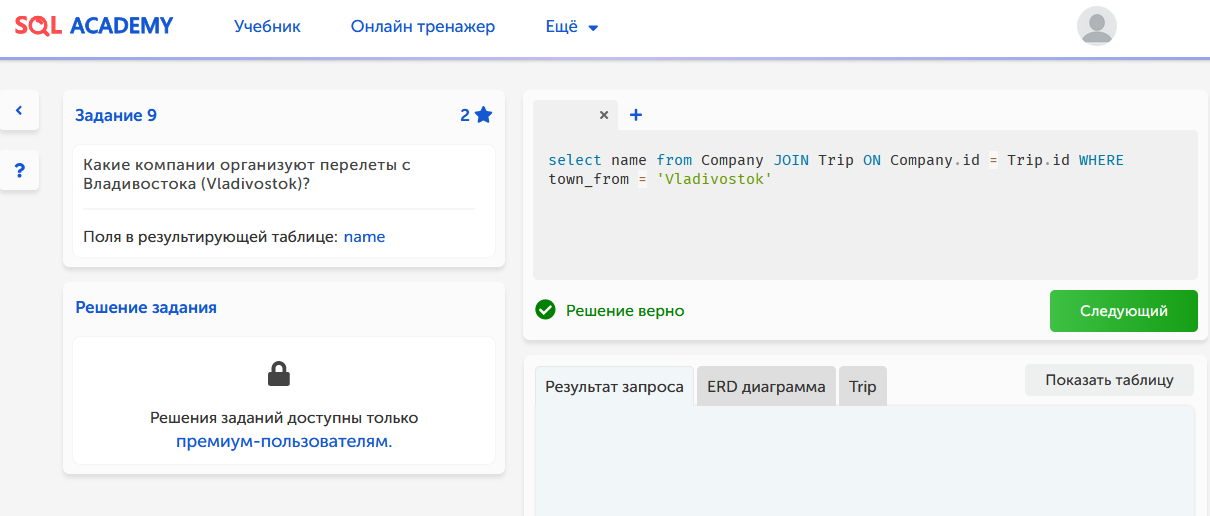 SQL ACADEMY
Учебник
Онлайн тренажер
Ещё
?
Задание 9
2
Какие компании организуют перелеты с
Владивостока (Vladivostok)?
Поля в результирующей таблице: name
Решение задания
Решения заданий доступны только
премиум-пользователям.
× +
select name from Company JOIN Trip ON Company.id = Trip.id WHERE
town_from = 'Vladivostok'
Решение верно
Следующий
Результат запроса
ERD диаграмма
Trip
Показать таблицу